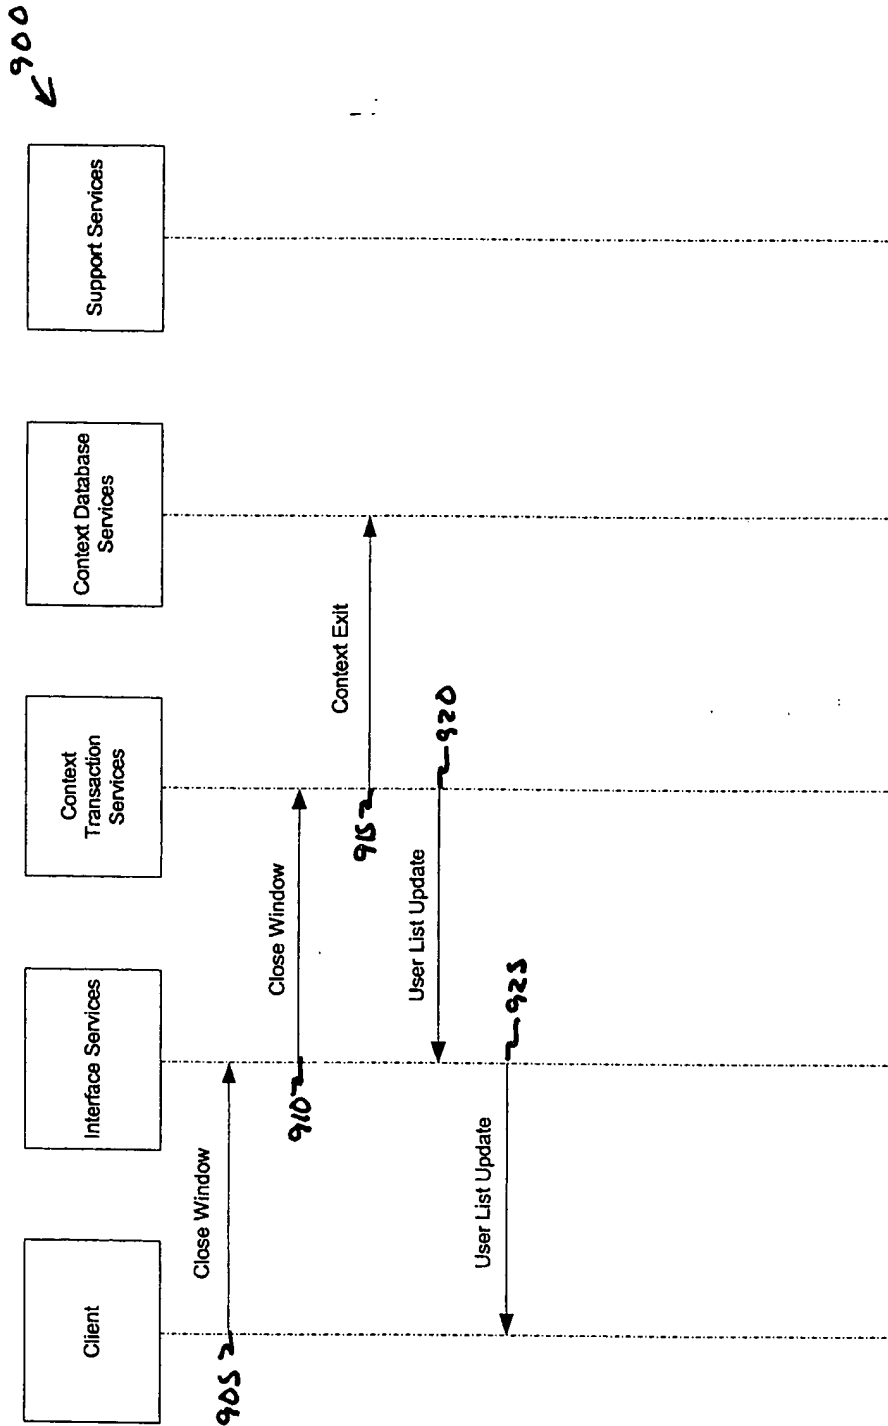 900
Client
Interface Services
Context
Transaction
Services
Context Database
Services
Support Services
Close Window
905
Close Window
910
Context Exit
915
User List Update
920
User List Update
925